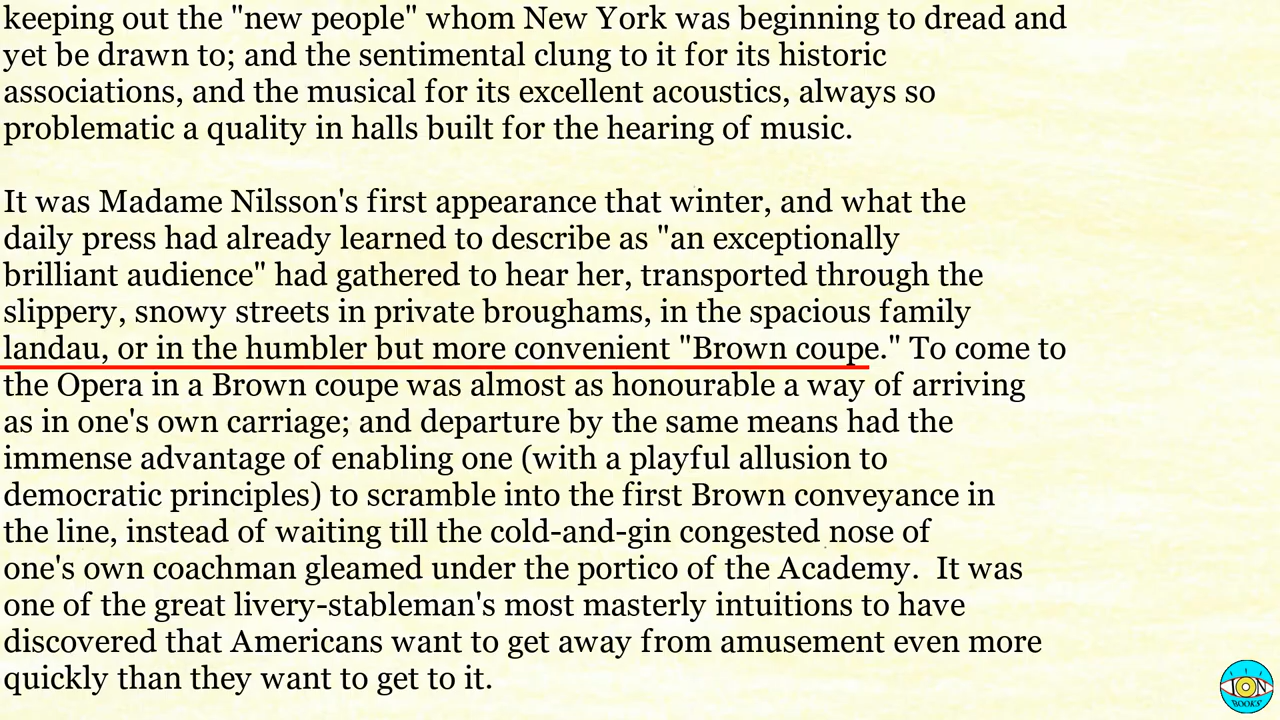 keeping out the "new people" whom New York was beginning to dread and
yet be drawn to; and the sentimental clung to it for its historic
associations, and the musical for its excellent acoustics, always so
problematic a quality in halls built for the hearing of music.
It was Madame Nilsson's first appearance that winter, and what the
daily press had already learned to describe as "an exceptionally
brilliant audience" had gathered to hear her, transported through the
slippery, snowy streets in private broughams, in the spacious family
landau, or in the humbler but more convenient "Brown coupe." To come to
the Opera in a Brown coupe was almost as honourable a way of arriving
as in one's own carriage; and departure by the same means had the
immense advantage of enabling one (with a playful allusion to
democratic principles) to scramble into the first Brown conveyance in
the line, instead of waiting till the cold-and-gin congested nose of
one's own coachman gleamed under the portico of the Academy.  It was
one of the great livery-stableman's most masterly intuitions to have
discovered that Americans want to get away from amusement even more
quickly than they want to get to it.
ION
BOOKS